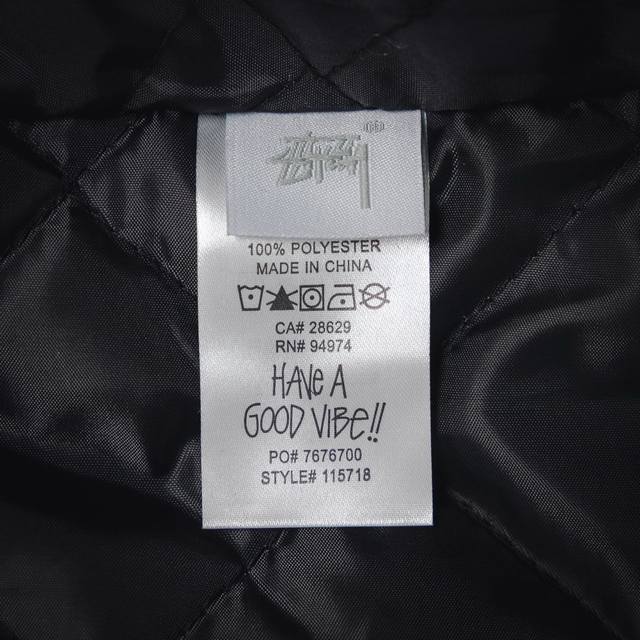 100% POLYESTER
MADE IN CHINA
CA# 28629
RN# 94974
HAVE A
GOOD VIBE!!
PO# 7676700
STYLE# 115718